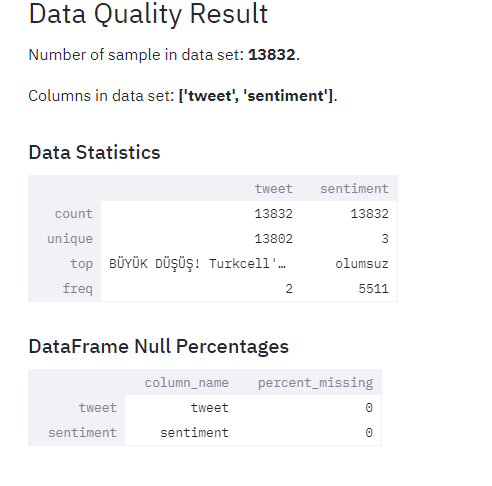 Data Quality Result
Number of sample in data set: 13832.
Columns in data set: ['tweet', 'sentiment'].
Data Statistics
tweet sentiment
count 13832 13832
unique 13802 3
top BÜYÜK DÜŞÜŞ! Turkcell'… olumsuz
freq 2 5511
DataFrame Null Percentages
column_name percent_missing
tweet tweet 0
sentiment sentiment 0